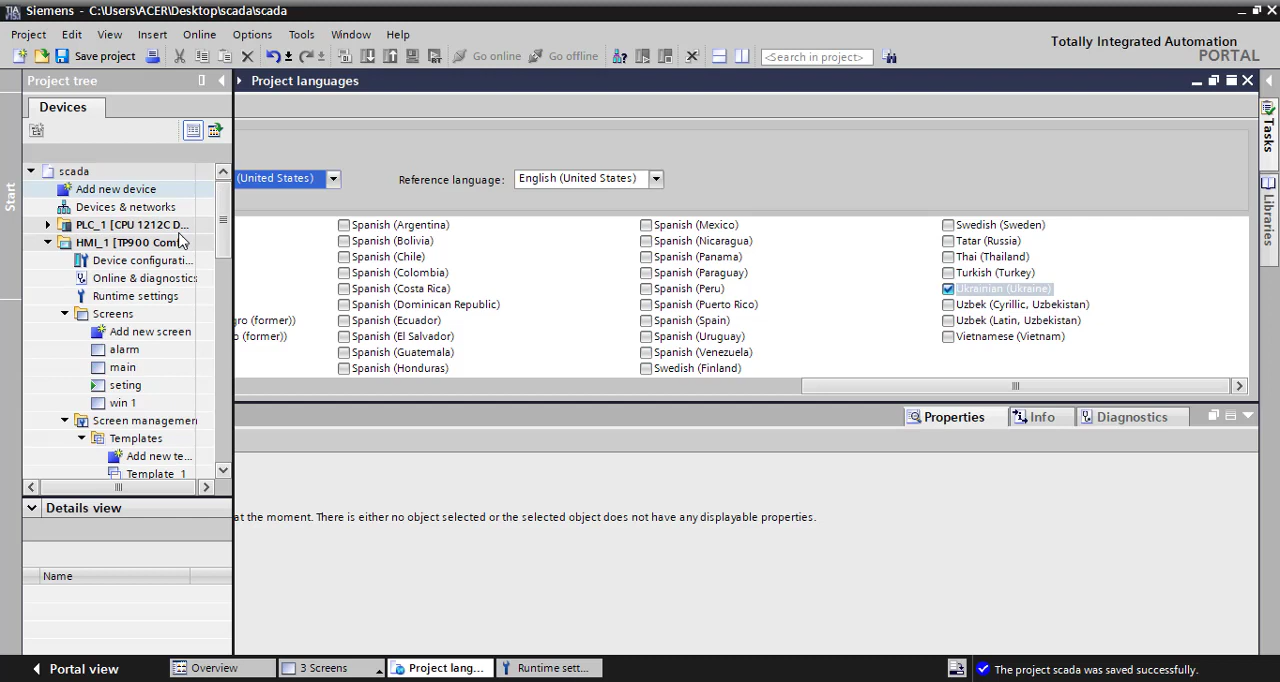 Siemens - C:\Users\ACER\Desktop\scada\scada
Project Edit View Insert Online Options Tools Window Help
Totally Integrated Automation
PORTAL
Save project
Go online
Go offline
<Search in project>
Project tree
Project languages
Devices
Start
Tasks
Libraries
scada
Add new device
Devices & networks
PLC_1 [CPU 1212C D...
HMI_1 [TP900 Com
Device configurati...
Online & diagnostics
Runtime settings
Screens
Add new screen
alarm
main
seting
win 1
Screen managemen
Templates
Add new te...
Template_1
(United States)
Reference language: English (United States)
gro (former))
o (former))
Spanish (Argentina)
Spanish (Bolivia)
Spanish (Chile)
Spanish (Colombia)
Spanish (Costa Rica)
Spanish (Dominican Republic)
Spanish (Ecuador)
Spanish (El Salvador)
Spanish (Guatemala)
Spanish (Honduras)
Spanish (Mexico)
Spanish (Nicaragua)
Spanish (Panama)
Spanish (Paraguay)
Spanish (Peru)
Spanish (Puerto Rico)
Spanish (Spain)
Spanish (Uruguay)
Spanish (Venezuela)
Swedish (Finland)
Swedish (Sweden)
Tatar (Russia)
Thai (Thailand)
Turkish (Turkey)
Ukrainian (Ukraine)
Uzbek (Cyrillic, Uzbekistan)
Uzbek (Latin, Uzbekistan)
Vietnamese (Vietnam)
Properties
Info
Diagnostics
at the moment. There is either no object selected or the selected object does not have any displayable properties.
Details view
Name
Portal view
Overview
3 Screens
Project lang...
Runtime sett...
The project scada was saved successfully.